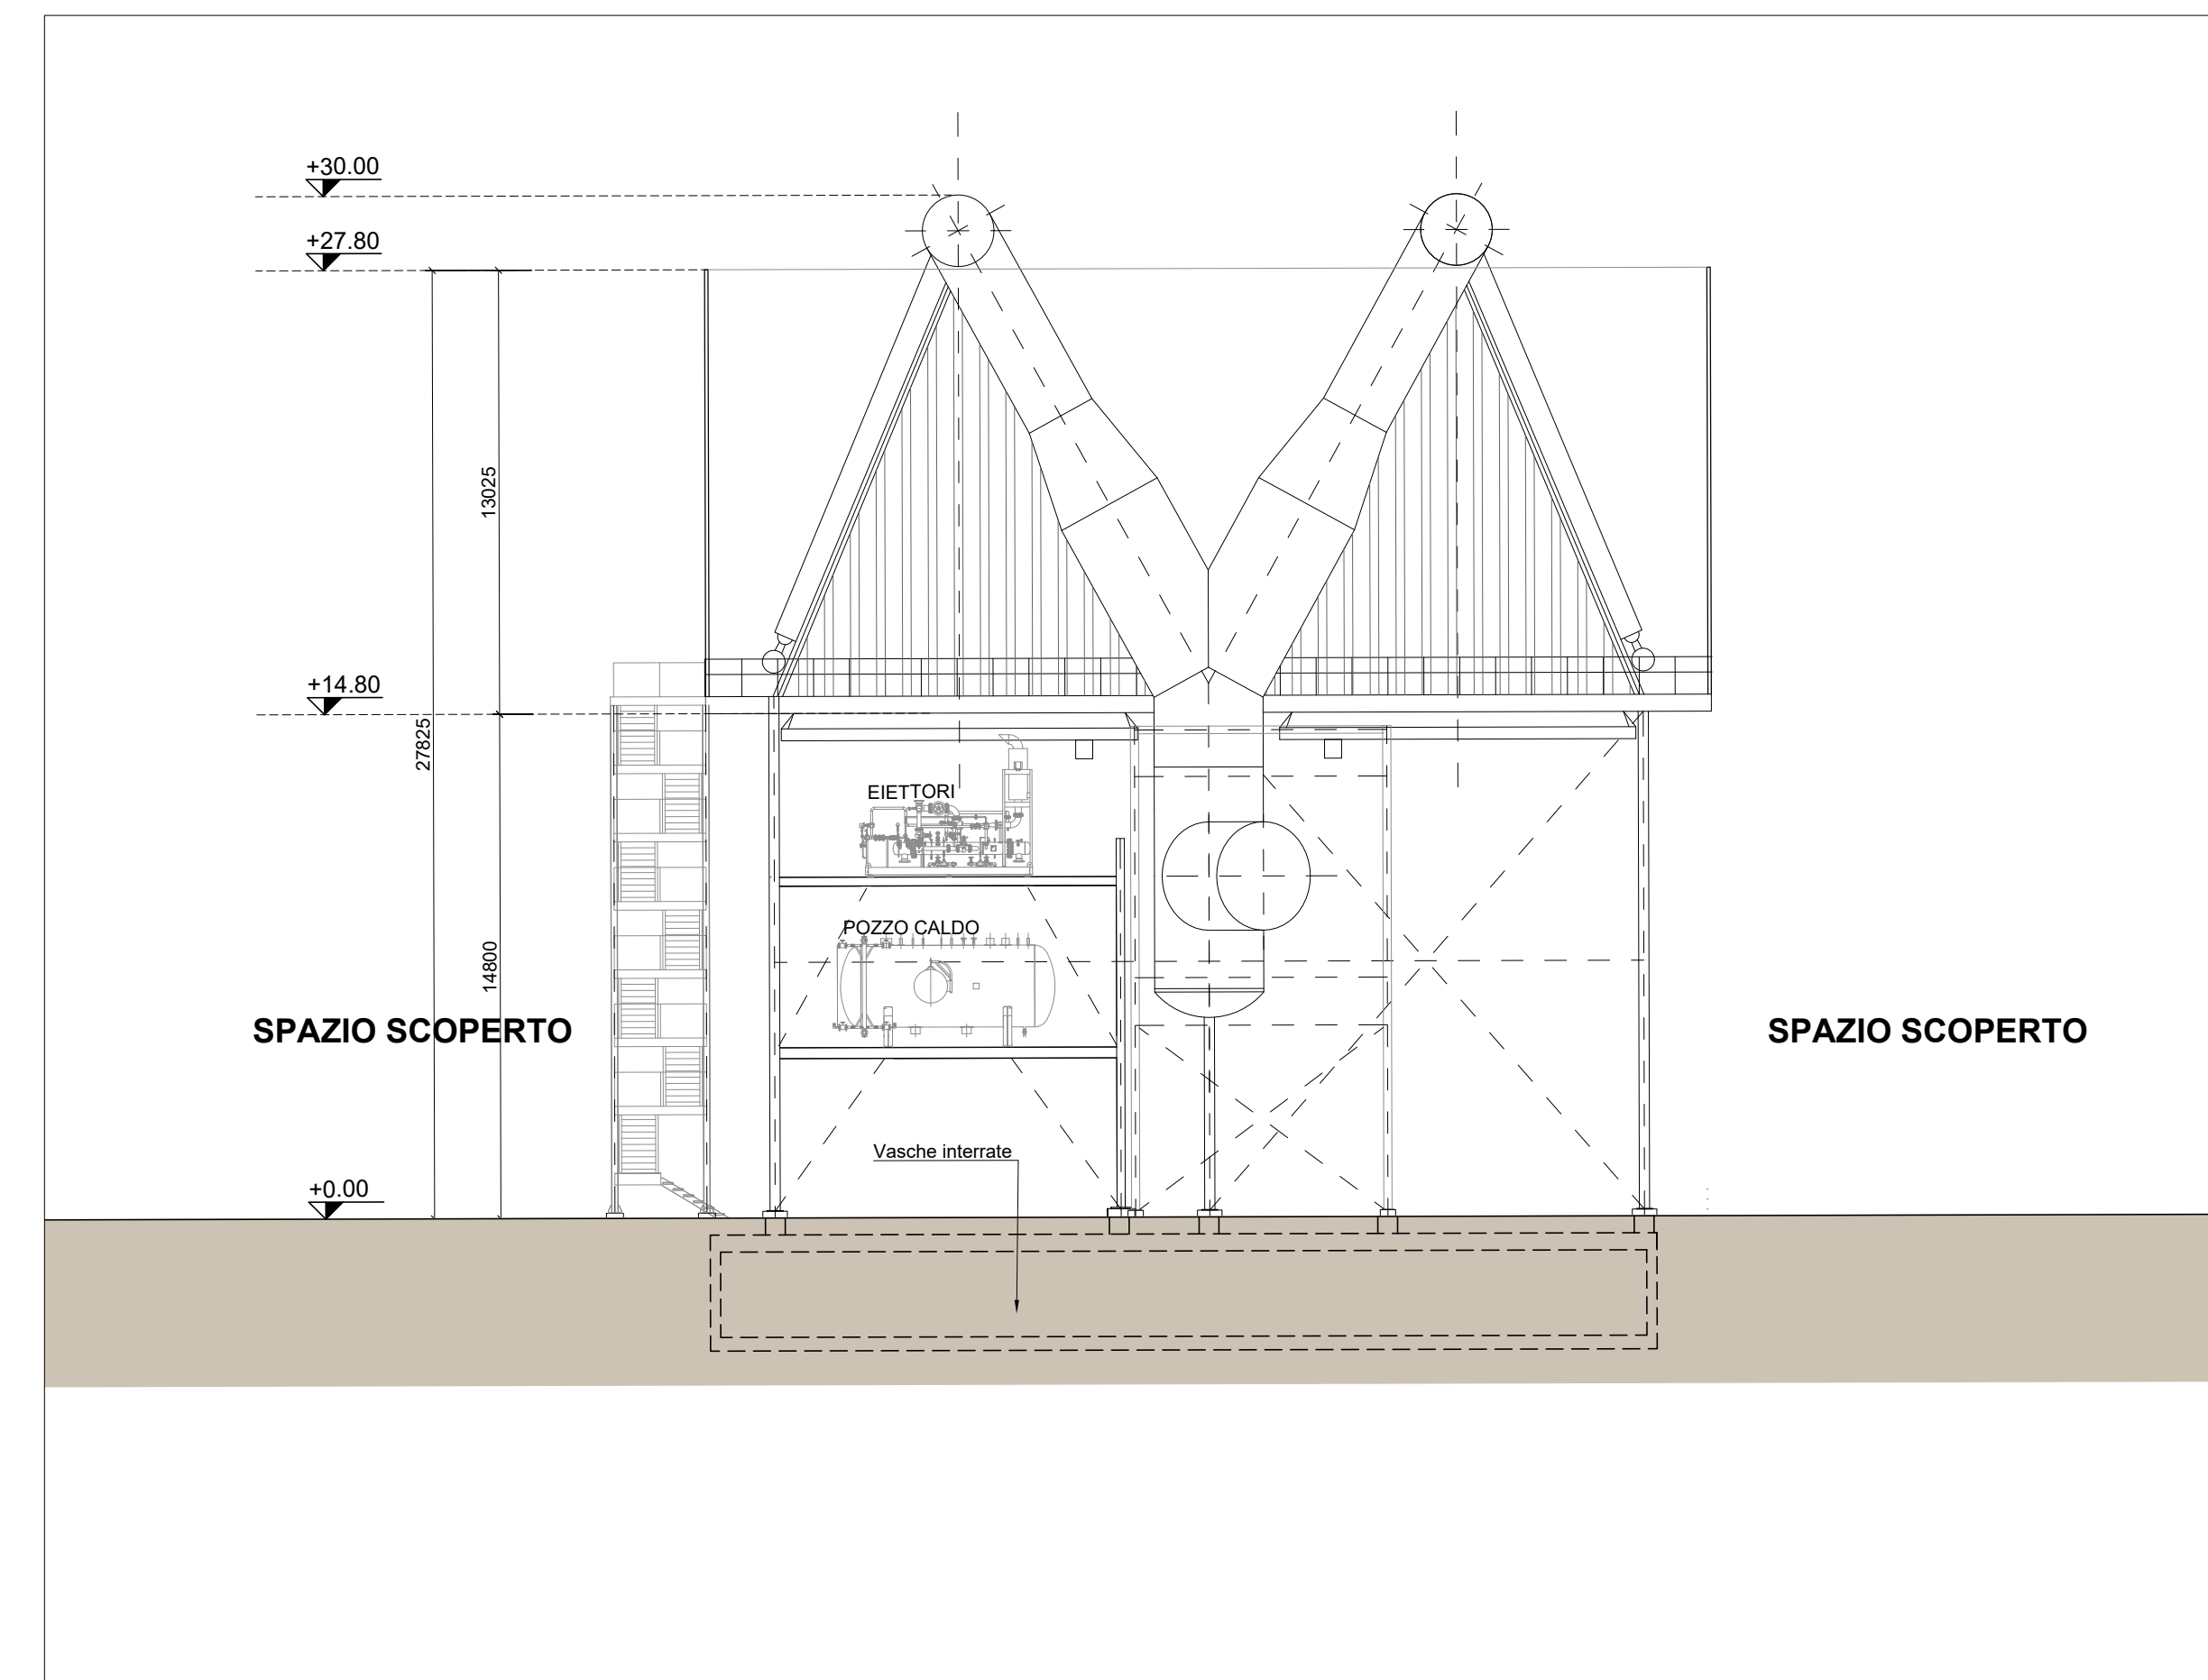 +30.00
+27.80
13025
+14.80
27825
EIETTORI
POZZO CALDO
14800
SPAZIO SCOPERTO
SPAZIO SCOPERTO
Vasche interrate
+0.00